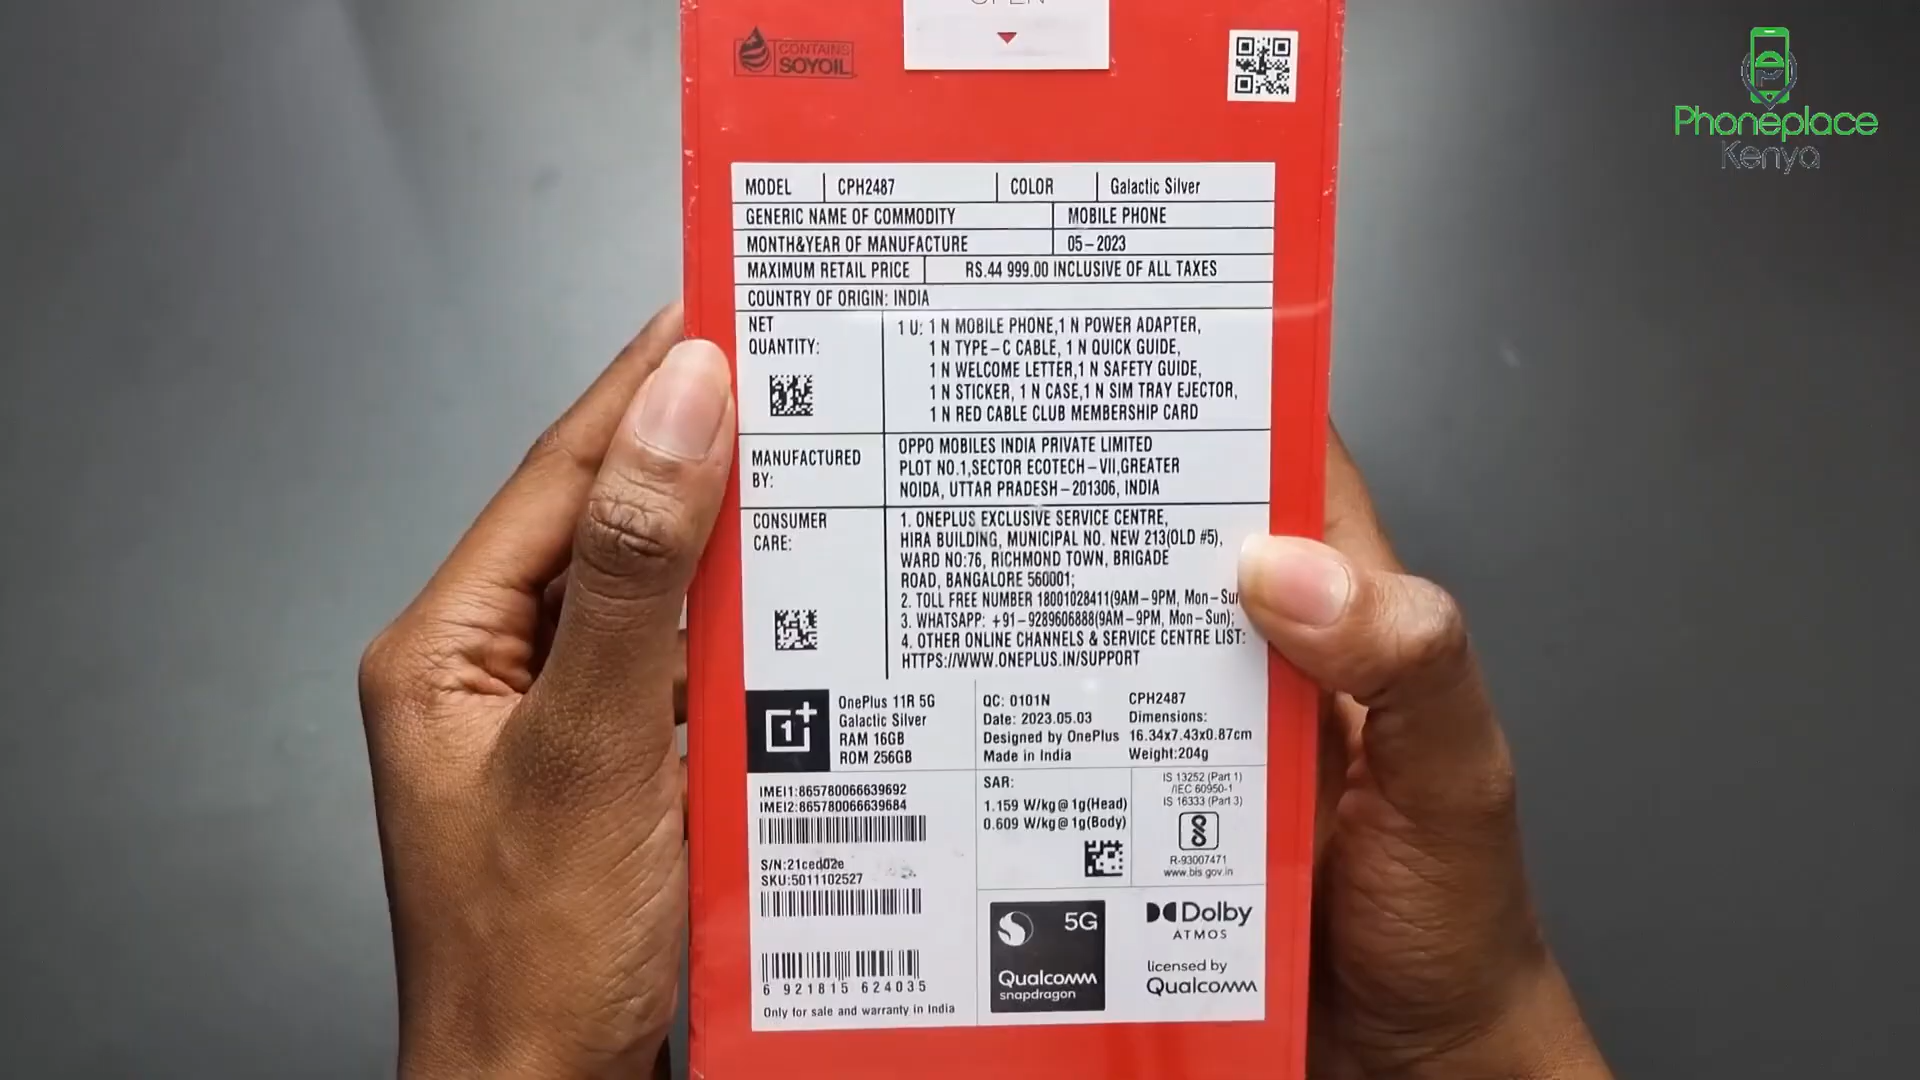 OPEN
CONTAINS
SOYOIL
Phoneplace
Kenya
MODEL CPH2487 COLOR Galactic Silver
GENERIC NAME OF COMMODITY MOBILE PHONE
MONTH&YEAR OF MANUFACTURE 05-2023
MAXIMUM RETAIL PRICE RS.44 999.00 INCLUSIVE OF ALL TAXES
COUNTRY OF ORIGIN: INDIA
NET
QUANTITY:
1 U: 1 N MOBILE PHONE,1 N POWER ADAPTER,
1 N TYPE-C CABLE, 1 N QUICK GUIDE,
1 N WELCOME LETTER,1 N SAFETY GUIDE,
1 N STICKER, 1 N CASE,1 N SIM TRAY EJECTOR,
1 N RED CABLE CLUB MEMBERSHIP CARD
MANUFACTURED
BY:
OPPO MOBILES INDIA PRIVATE LIMITED
PLOT NO.1,SECTOR ECOTECH-VII,GREATER
NOIDA, UTTAR PRADESH-201306, INDIA
CONSUMER
CARE:
1. ONEPLUS EXCLUSIVE SERVICE CENTRE,
HIRA BUILDING, MUNICIPAL NO. NEW 213(OLD #5),
WARD NO:76, RICHMOND TOWN, BRIGADE
ROAD, BANGALORE 560001;
2. TOLL FREE NUMBER 18001028411(9AM-9PM, Mon-Su
3. WHATSAPP: +91-9289606888(9AM-9PM, Mon-Sun);
4. OTHER ONLINE CHANNELS & SERVICE CENTRE LIST:
HTTPS://WWW.ONEPLUS.IN/SUPPORT
1+
OnePlus 11R 5G
Galactic Silver
RAM 16GB
ROM 256GB
QC: 0101N
Date: 2023.05.03
Designed by OnePlus
Made in India
CPH2487
Dimensions:
16.34x7.43x0.87cm
Weight:204g
IMEI1:865780066639692
IMEI2:865780066639684
S/N:21ced02e
SKU:5011102527
6 921815 624035
Only for sale and warranty in India
SAR:
1.159 W/kg@1g(Head)
0.609 W/kg@1g(Body)
IS 13252 (Part 1)
/IEC 60950-1
IS 16333 (Part 3)
R-93007471
www.bis.gov.in
5G
Qualcomm
snapdragon
Dolby
ATMOS
licensed by
Qualcomm